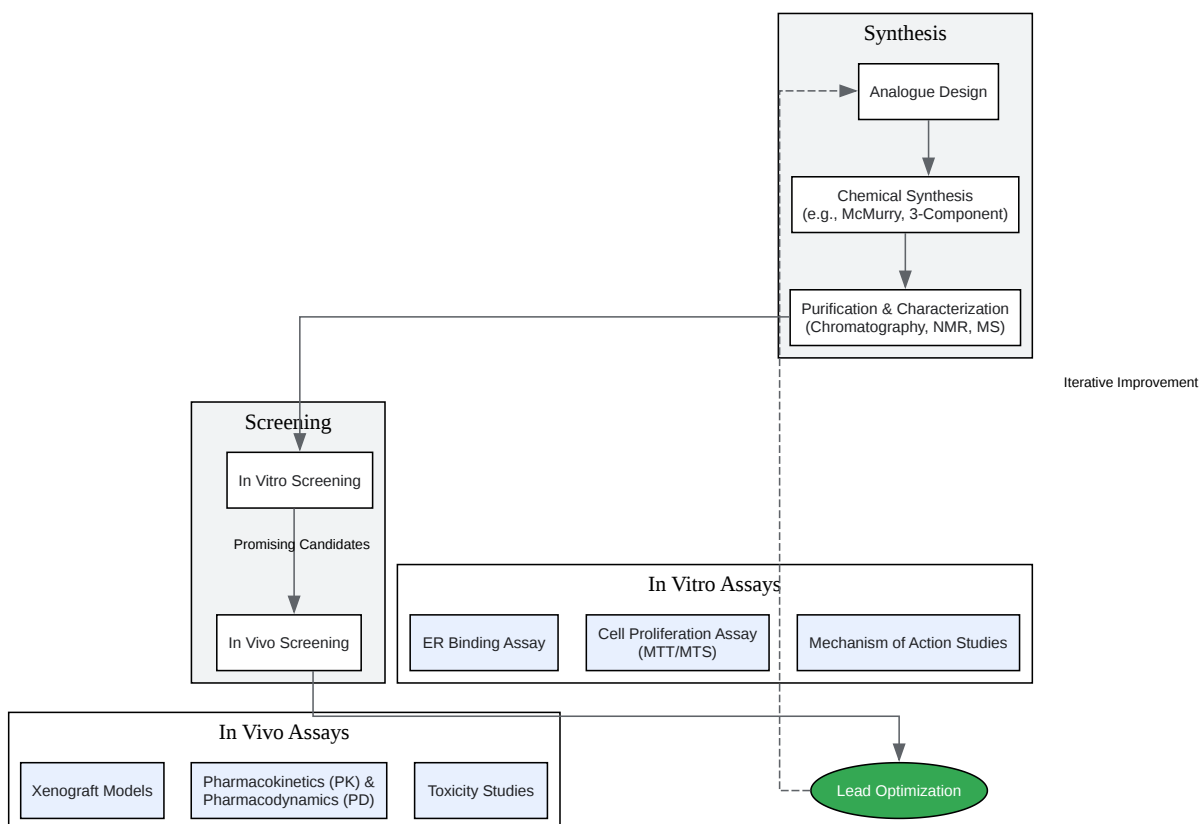 Synthesis
Analogue Design
Chemical Synthesis
(e.g., McMurry, 3-Component)
Purification & Characterization
(Chromatography, NMR, MS)
Iterative Improvement
Screening
In Vitro Screening
Promising Candidates
In Vivo Screening
In Vitro Assays
ER Binding Assay
Cell Proliferation Assay
(MTT/MTS)
Mechanism of Action Studies
In Vivo Assays
Xenograft Models
Pharmacokinetics (PK) &
Pharmacodynamics (PD)
Toxicity Studies
Lead Optimization